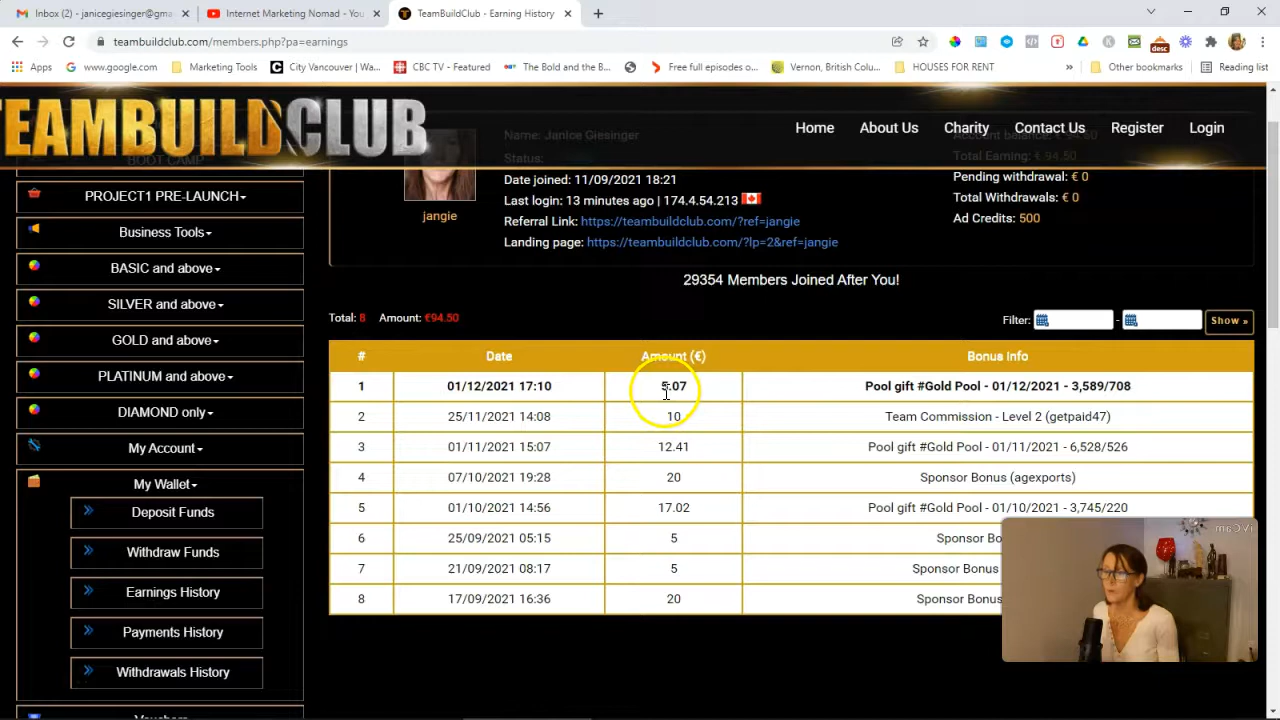 Inbox () - janicegiesinger@gma
Internet Marketing Nomad - You
TeamBuildClub - Earning History
teambuildclub.com/members.php?pa=earnings
Apps
www.google.com
Marketing Tools
City Vancouver | Wa...
CBC TV - Featured
The Bold and the B...
Free full episodes o...
Vernon, British Colu...
HOUSES FOR RENT
»
Other bookmarks
Reading list
desc
TEAMBUILDCLUB
Home
About Us
Charity
Contact Us
Register
Login
BOOT CAMP
PROJECT1 PRE-LAUNCH
Business Tools
BASIC and above
SILVER and above
GOLD and above
PLATINUM and above
DIAMOND only
My Account
My Wallet
Deposit Funds
Withdraw Funds
Earnings History
Payments History
Withdrawals History
Vouchers
jangie
Name: Janice Giesinger
Status:
Date joined: 11/09/2021 18:21
Last login: 13 minutes ago | 174.4.54.213
Referral Link: https://teambuildclub.com/?ref=jangie
Landing page: https://teambuildclub.com/?lp=2&ref=jangie
Account balance: € 94.50
Total Earning: € 94.50
Pending withdrawal: € 0
Total Withdrawals: € 0
Ad Credits: 500
29354 Members Joined After You!
Total: 8 Amount: €94.50
Filter: - Show »
# Date Amount (€) Bonus Info
1 01/12/2021 17:10 5.07 Pool gift #Gold Pool - 01/12/2021 - 3,589/708
2 25/11/2021 14:08 10 Team Commission - Level 2 (getpaid47)
3 01/11/2021 15:07 12.41 Pool gift #Gold Pool - 01/11/2021 - 6,528/526
4 07/10/2021 19:28 20 Sponsor Bonus (agexports)
5 01/10/2021 14:56 17.02 Pool gift #Gold Pool - 01/10/2021 - 3,745/220
6 25/09/2021 05:15 5 Sponsor Bo
7 21/09/2021 08:17 5 Sponsor Bonus
8 17/09/2021 16:36 20 Sponsor Bonus
iVCam